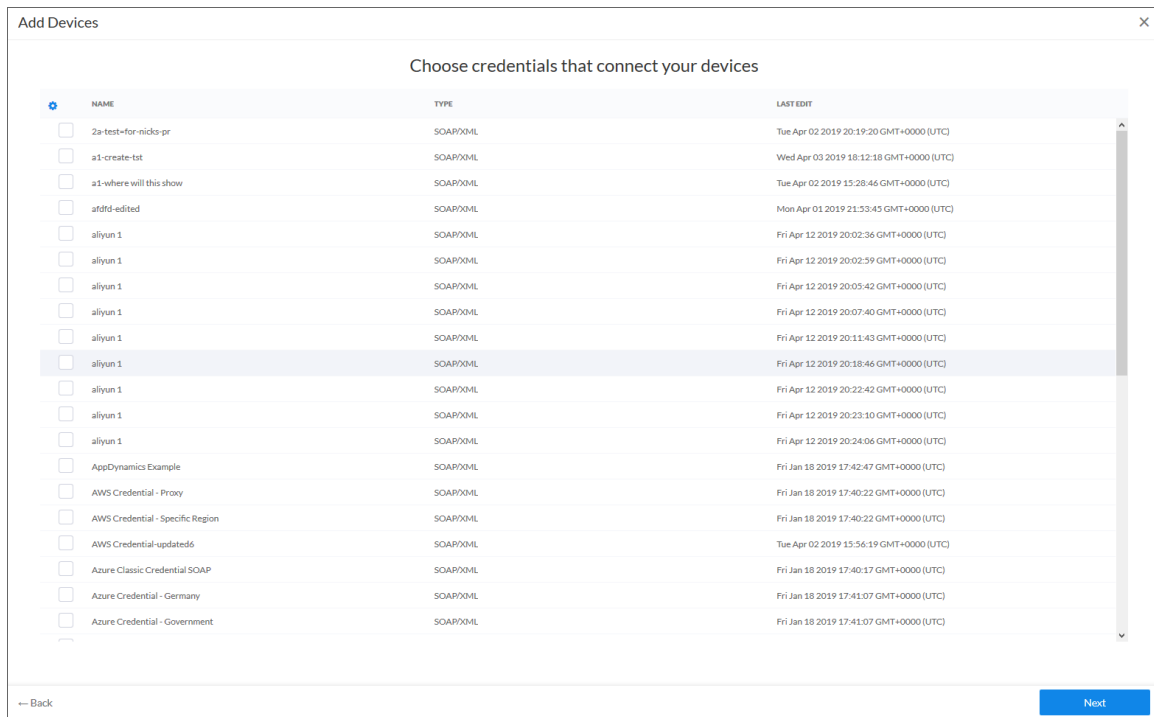 Add Devices ×
Choose credentials that connect your devices
NAME TYPE LAST EDIT
2a-test=for-nicks-pr SOAP/XML Tue Apr 02 2019 20:19:20 GMT+0000 (UTC)
a1-create-tst SOAP/XML Wed Apr 03 2019 18:12:18 GMT+0000 (UTC)
a1-where will this show SOAP/XML Tue Apr 02 2019 15:28:46 GMT+0000 (UTC)
afdfd-edited SOAP/XML Mon Apr 01 2019 21:53:45 GMT+0000 (UTC)
aliyun 1 SOAP/XML Fri Apr 12 2019 20:02:36 GMT+0000 (UTC)
aliyun 1 SOAP/XML Fri Apr 12 2019 20:02:59 GMT+0000 (UTC)
aliyun 1 SOAP/XML Fri Apr 12 2019 20:05:42 GMT+0000 (UTC)
aliyun 1 SOAP/XML Fri Apr 12 2019 20:07:40 GMT+0000 (UTC)
aliyun 1 SOAP/XML Fri Apr 12 2019 20:11:43 GMT+0000 (UTC)
aliyun 1 SOAP/XML Fri Apr 12 2019 20:18:46 GMT+0000 (UTC)
aliyun 1 SOAP/XML Fri Apr 12 2019 20:22:42 GMT+0000 (UTC)
aliyun 1 SOAP/XML Fri Apr 12 2019 20:23:10 GMT+0000 (UTC)
aliyun 1 SOAP/XML Fri Apr 12 2019 20:24:06 GMT+0000 (UTC)
AppDynamics Example SOAP/XML Fri Jan 18 2019 17:42:47 GMT+0000 (UTC)
AWS Credential - Proxy SOAP/XML Fri Jan 18 2019 17:40:22 GMT+0000 (UTC)
AWS Credential - Specific Region SOAP/XML Fri Jan 18 2019 17:40:22 GMT+0000 (UTC)
AWS Credential-updated6 SOAP/XML Tue Apr 02 2019 15:56:19 GMT+0000 (UTC)
Azure Classic Credential SOAP SOAP/XML Fri Jan 18 2019 17:40:17 GMT+0000 (UTC)
Azure Credential - Germany SOAP/XML Fri Jan 18 2019 17:41:07 GMT+0000 (UTC)
Azure Credential - Government SOAP/XML Fri Jan 18 2019 17:41:07 GMT+0000 (UTC)
← Back Next